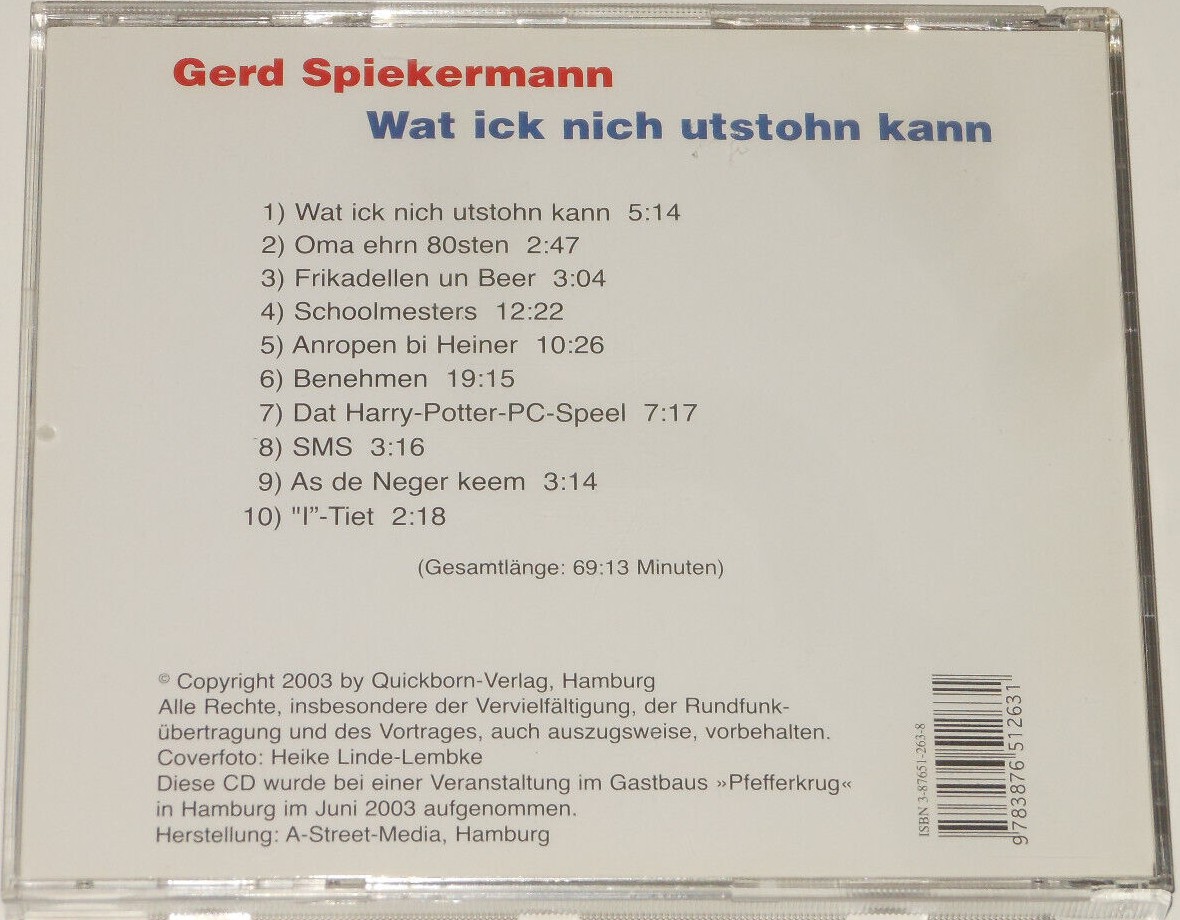 Gerd Spiekermann
Wat ick nich utstohn kann
1) Wat ick nich utstohn kann 5:14
2) Oma ehrn 80sten 2:47
3) Frikadellen un Beer 3:04
4) Schoolmesters 12:22
5) Anropen bi Heiner 10:26
6) Benehmen 19:15
7) Dat Harry-Potter-PC-Speel 7:17
8) SMS 3:16
9) As de Neger keem 3:14
10) "I”-Tiet 2:18
(Gesamtlänge: 69:13 Minuten)
© Copyright 2003 by Quickborn-Verlag, Hamburg
Alle Rechte, insbesondere der Vervielfältigung, der Rundfunk-
übertragung und des Vortrages, auch auszugsweise, vorbehalten.
Coverfoto: Heike Linde-Lembke
Diese CD wurde bei einer Veranstaltung im Gastbaus »Pfefferkrug«
in Hamburg im Juni 2003 aufgenommen.
Herstellung: A-Street-Media, Hamburg
ISBN 3-87651-263-8
9783876512631